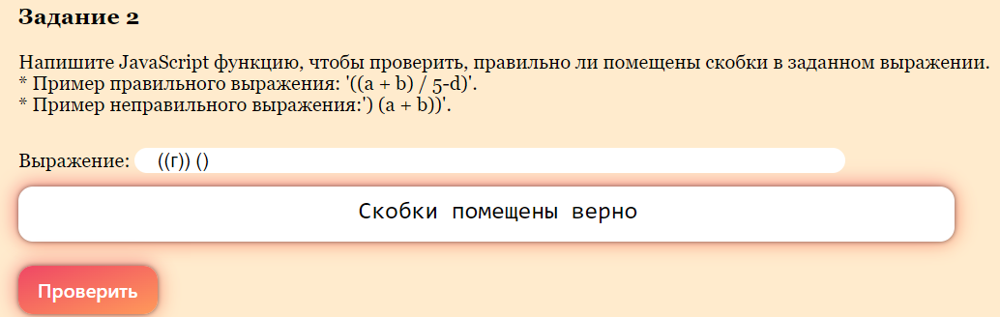 Задание 2
Напишите JavaScript функцию, чтобы проверить, правильно ли помещены скобки в заданном выражении.
* Пример правильного выражения: '((a + b) / 5-d)'.
* Пример неправильного выражения:') (a + b))'.
Выражение: ((г)) ()
Скобки помещены верно
Проверить